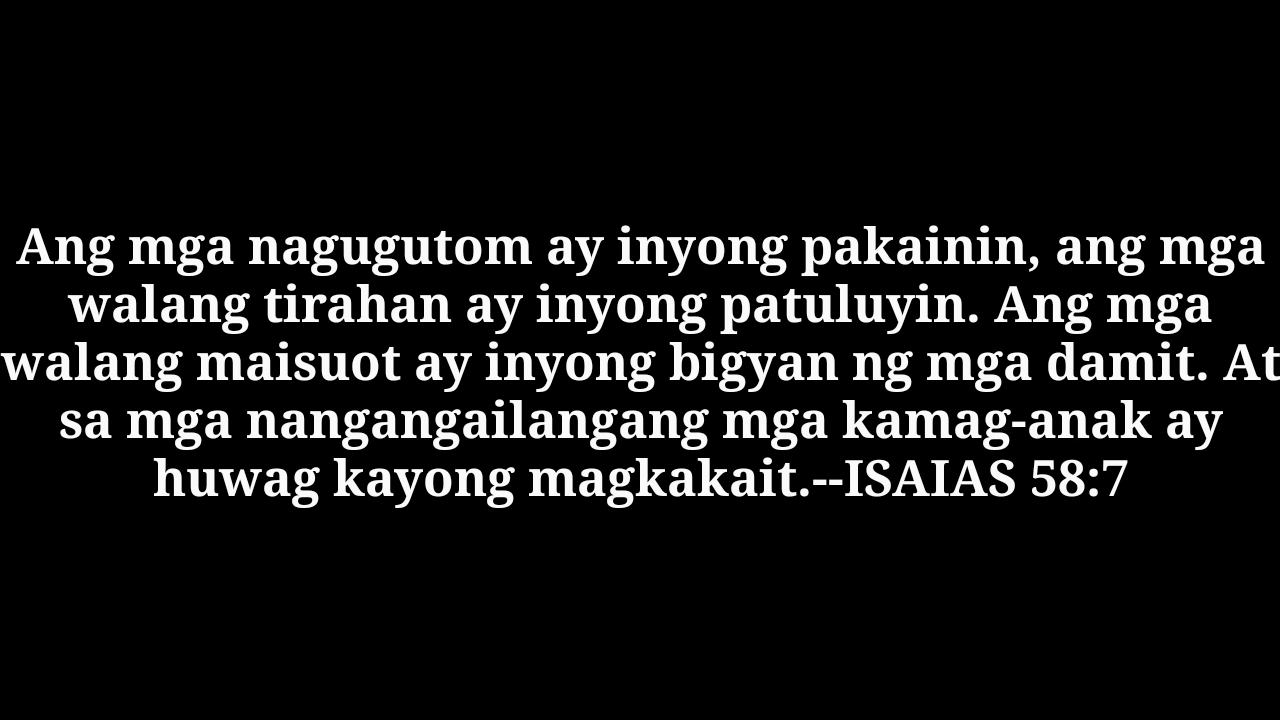 Ang mga nagugutom ay inyong pakainin, ang mga
walang tirahan ay inyong patuluyin. Ang mga
walang maisuot ay inyong bigyan ng mga damit. At
sa mga nangangailangang mga kamag-anak ay
huwag kayong magkakait.--ISAIAS 58:7